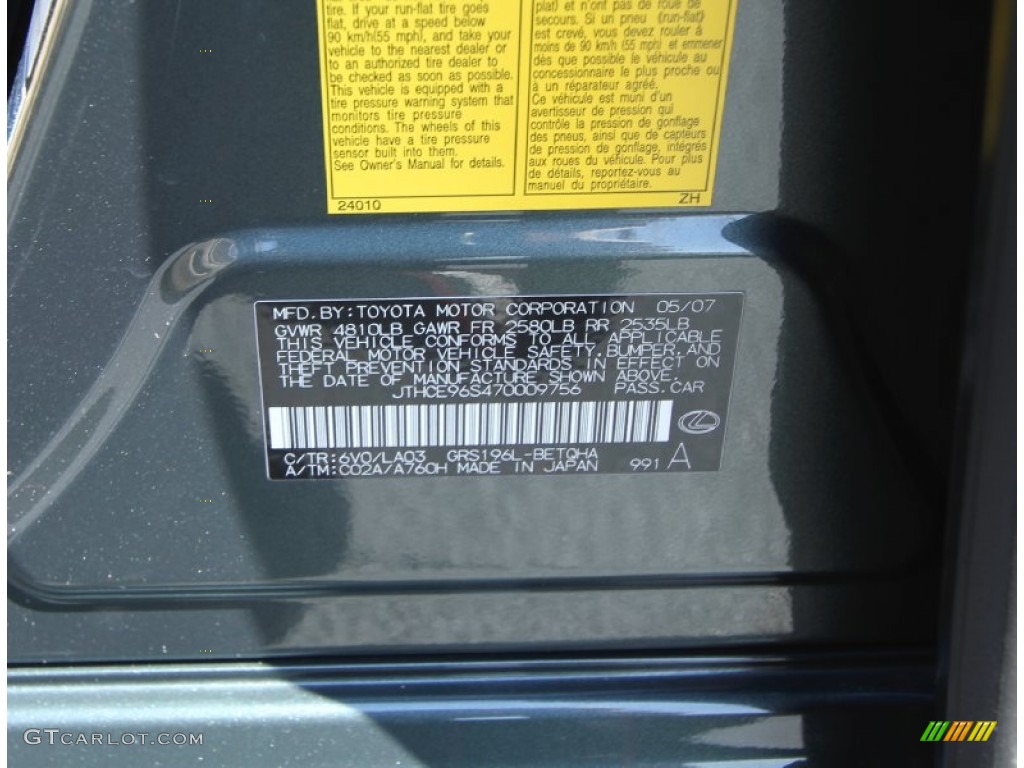 tire. If your run-flat tire goes
flat, drive at a speed below
90 km/h(55 mph), and take your
vehicle to the nearest dealer or
to an authorized tire dealer to
be checked as soon as possible.
This vehicle is equipped with a
tire pressure warning system that
monitors tire pressure
conditions. The wheels of this
vehicle have a tire pressure
sensor built into them.
See Owner's Manual for details.
plat) et n'ont pas de roue de
secours. Si un pneu (run-flat)
est crevé, vous devez rouler à
moins de 90 km/h (55 mph) et emmener
dès que possible le véhicule au
concessionnaire le plus proche ou
à un réparateur agréé.
Ce véhicule est muni d'un
avertisseur de pression qui
contrôle la pression de gonflage
des pneus, ainsi que de capteurs
de pression de gonflage, intégrés
aux roues du véhicule. Pour plus
de détails, reportez-vous au
manuel du propriétaire.
24010 ZH
MFD. BY: TOYOTA MOTOR CORPORATION 05/07
GVWR 4810LB GAWR FR 2580LB RR 2535LB
THIS VEHICLE CONFORMS TO ALL APPLICABLE
FEDERAL MOTOR VEHICLE SAFETY, BUMPER, AND
THEFT PREVENTION STANDARDS IN EFFECT ON
THE DATE OF MANUFACTURE SHOWN ABOVE.
JTHCE96S470009756 PASS. CAR
C/TR: 6V0/LA03 GRS196L-BETQHA
A/TM: C02A/A760H MADE IN JAPAN 991 A
GTCARLOT.COM